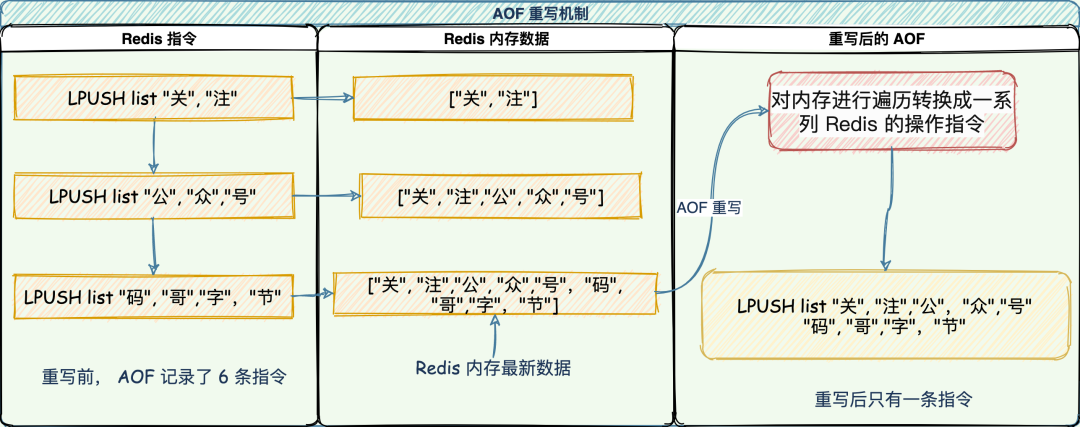 AOF 重写机制
Redis 指令
Redis 内存数据
重写后的 AOF
LPUSH list "关", "注"
["关", "注"]
对内存进行遍历转换成一系
列 Redis 的操作指令
LPUSH list "公", "众","号"
["关", "注","公", "众","号"]
AOF 重写
LPUSH list "码", "哥","字", "节"
["关", "注","公", "众","号", "码",
"哥","字", "节"]
LPUSH list "关", "注","公", "众","号"
"码", "哥","字", "节"
重写前, AOF 记录了 6 条指令
Redis 内存最新数据
重写后只有一条指令